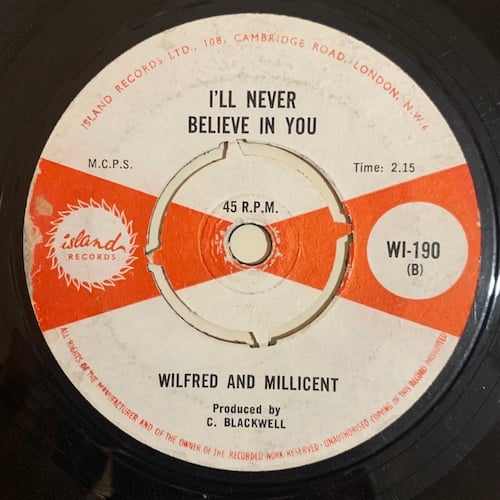 ISLAND RECORDS LTD., 108, CAMBRIDGE ROAD, LONDON, N.W.6
I'LL NEVER
BELIEVE IN YOU
M.C.P.S.
Time: 2.15
45 R.P.M.
island
RECORDS
WI-190
(B)
WILFRED AND MILLICENT
Produced by
C. BLACKWELL
ALL RIGHTS OF THE MANUFACTURER AND OF THE OWNER OF THE RECORDED WORK RESERVED - UNAUTHORISED COPYING OF THIS RECORD PROHIBITED